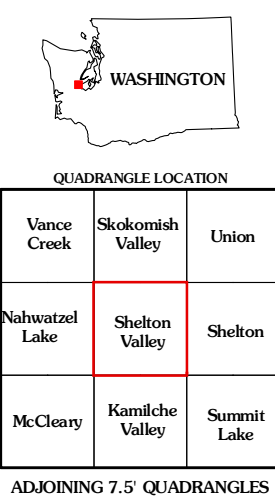 WASHINGTON
QUADRANGLE LOCATION
Vance
Creek
Skokomish
Valley
Union
Nahwatzel
Lake
Shelton
Valley
Shelton
McCleary
Kamilche
Valley
Summit
Lake
ADJOINING 7.5' QUADRANGLES